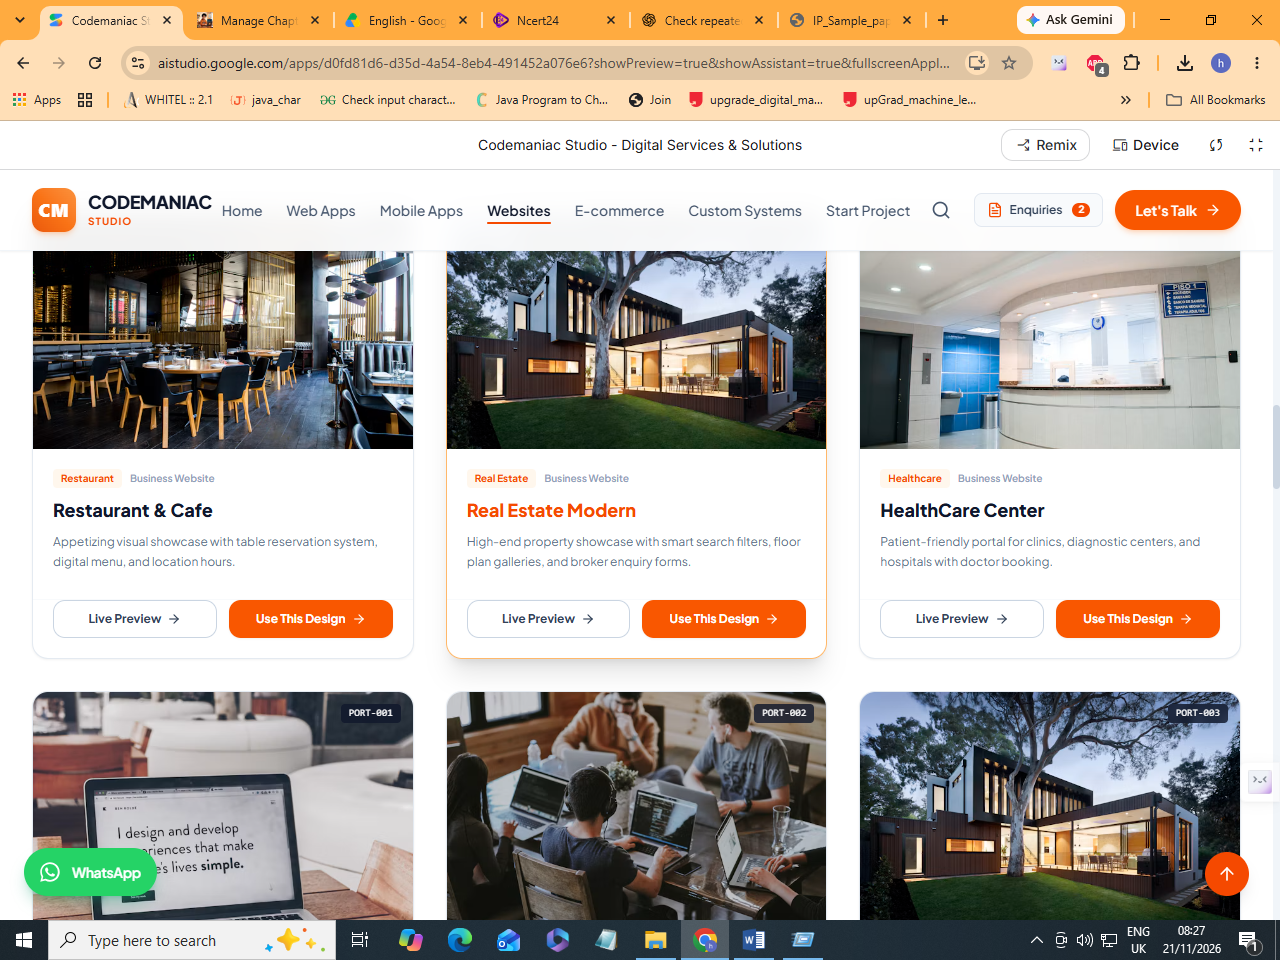 Codemaniac St
Manage Chapt
English - Goog
Ncert24
Check repeate
IP_Sample_pap
Ask Gemini
aistudio.google.com/apps/d0fd81d6-d35d-4a54-8eb4-491452a076e6?showPreview=true&showAssistant=true&fullscreenAppl...
4
h
Apps
WHITEL :: 2.1
java_char
Check input charact...
Java Program to Ch...
Join
upgrade_digital_ma...
upGrad_machine_le...
All Bookmarks
Codemaniac Studio - Digital Services & Solutions
Remix
Device
CM
CODEMANIAC
STUDIO
Home
Web Apps
Mobile Apps
Websites
E-commerce
Custom Systems
Start Project
Enquiries 2
Let's Talk
PISO 1
Restaurant Business Website
Restaurant & Cafe
Appetizing visual showcase with table reservation system,
digital menu, and location hours.
Live Preview
Use This Design
Real Estate Business Website
Real Estate Modern
High-end property showcase with smart search filters, floor
plan galleries, and broker enquiry forms.
Live Preview
Use This Design
Healthcare Business Website
HealthCare Center
Patient-friendly portal for clinics, diagnostic centers, and
hospitals with doctor booking.
Live Preview
Use This Design
PORT-001
I design and develop
eriences that make
e's lives simple.
PORT-002
PORT-003
WhatsApp
Type here to search
ENG
UK
08:27
21/11/2026
1